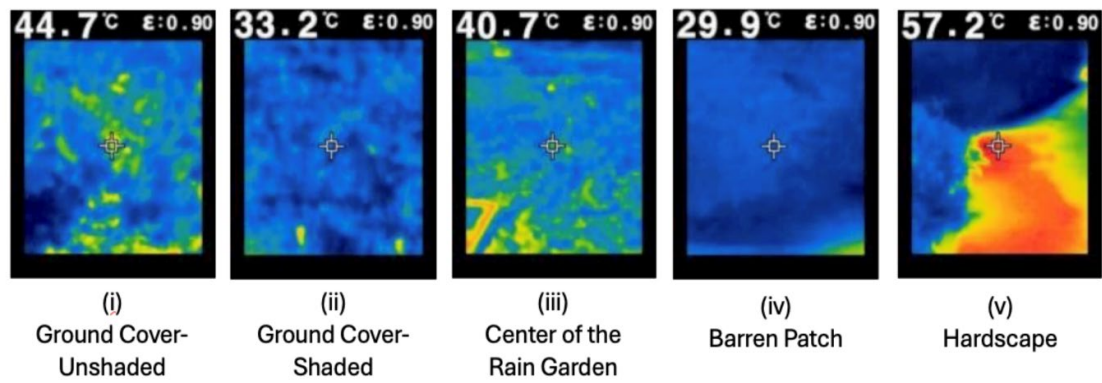 44.7℃ ε:0.90
33.2℃ ε:0.90
40.7℃ ε:0.90
29.9℃ ε:0.90
57.2℃ ε:0.90
(i)
Ground Cover-
Unshaded
(ii)
Ground Cover-
Shaded
(iii)
Center of the
Rain Garden
(iv)
Barren Patch
(v)
Hardscape